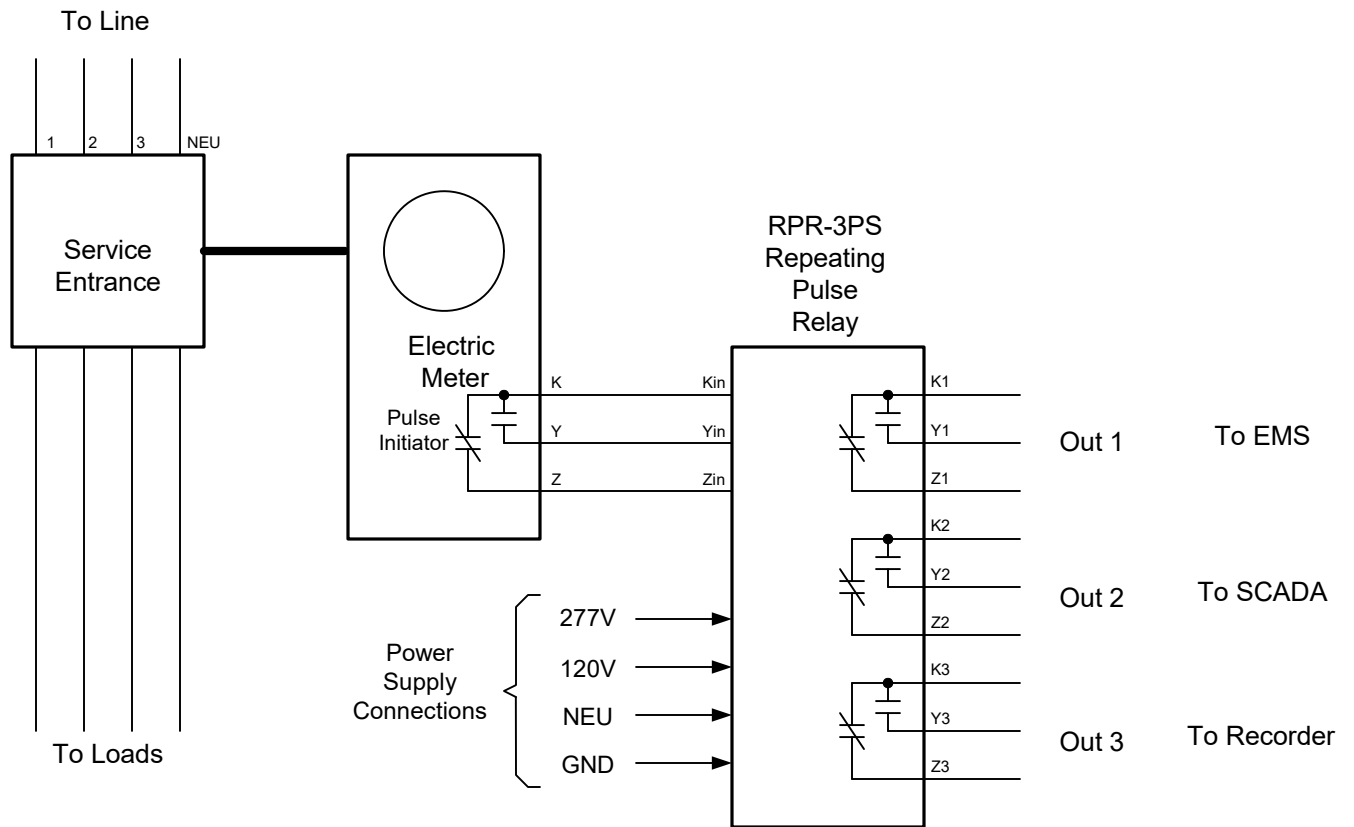 To Line
1
2
3
NEU
Service
Entrance
To Loads
Electric
Meter
Pulse
Initiator
K
Y
Z
Kin
Yin
Zin
RPR-3PS
Repeating
Pulse
Relay
K1
Y1
Z1
Out 1
To EMS
K2
Y2
Z2
Out 2
To SCADA
K3
Y3
Z3
Out 3
To Recorder
Power
Supply
Connections
277V
120V
NEU
GND